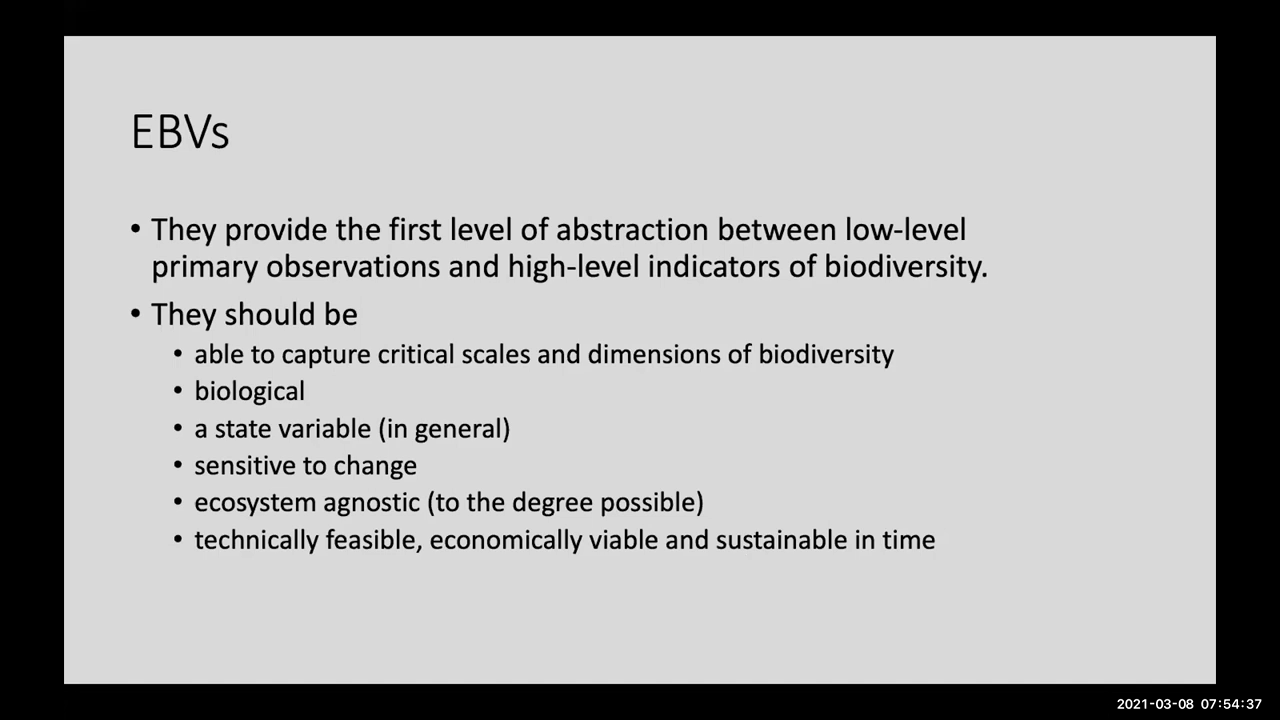 EBVs
• They provide the first level of abstraction between low-level
primary observations and high-level indicators of biodiversity.
• They should be
• able to capture critical scales and dimensions of biodiversity
• biological
• a state variable (in general)
• sensitive to change
• ecosystem agnostic (to the degree possible)
• technically feasible, economically viable and sustainable in time
2021-03-08 07:54:37